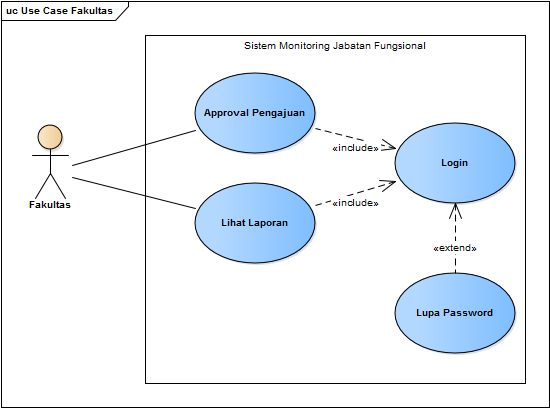 uc Use Case Fakultas
Sistem Monitoring Jabatan Fungsional
Approval Pengajuan
«include»
Login
Fakultas
«include»
Lihat Laporan
«extend»
Lupa Password